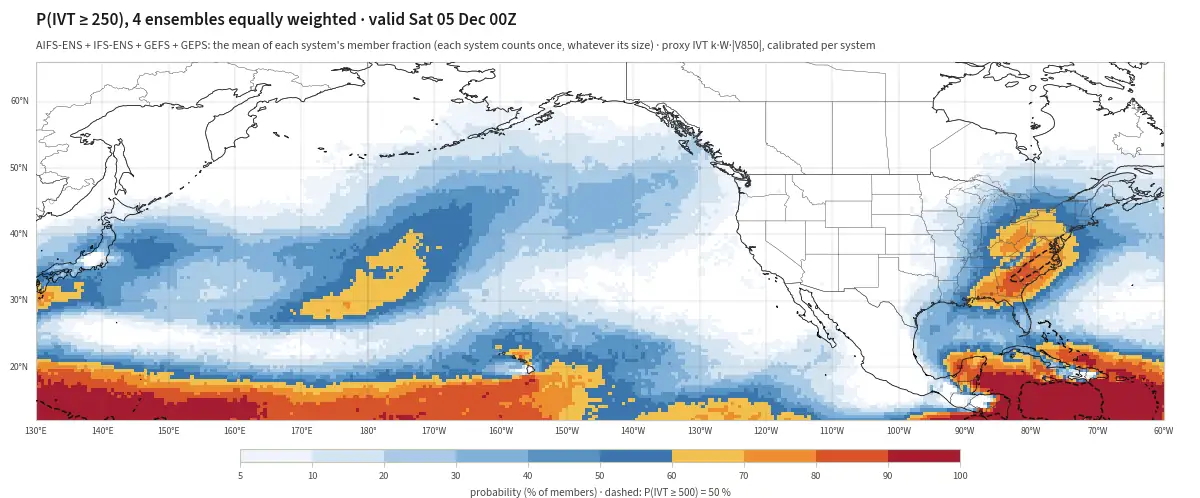 P(IVT ≥ 250), 4 ensembles equally weighted · valid Sat 05 Dec 00Z
AIFS-ENS + IFS-ENS + GEFS + GEPS: the mean of each system's member fraction (each system counts once, whatever its size) · proxy IVT k·W·|V850|, calibrated per system
60°N
50°N
40°N
30°N
20°N
130°E 140°E 150°E 160°E 170°E 180° 170°W 160°W 150°W 140°W 130°W 120°W 110°W 100°W 90°W 80°W 70°W 60°W
5 10 20 30 40 50 60 70 80 90 100
probability (% of members) · dashed: P(IVT ≥ 500) = 50 %